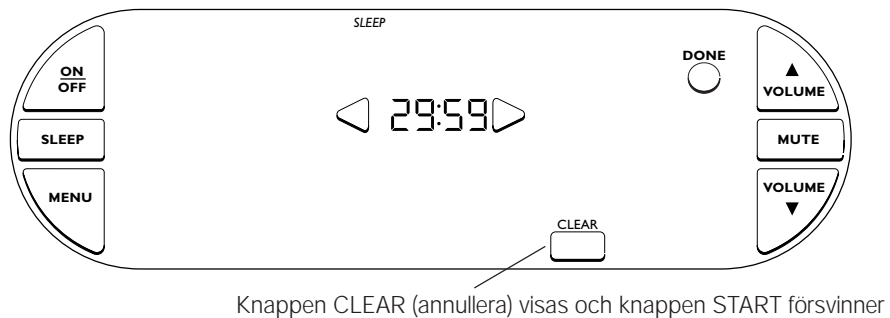 SLEEP
ON
OFF
SLEEP
MENU
29:59
DONE
▲
VOLUME
MUTE
VOLUME
▼
CLEAR
Knappen CLEAR (annullera) visas och knappen START försvinner